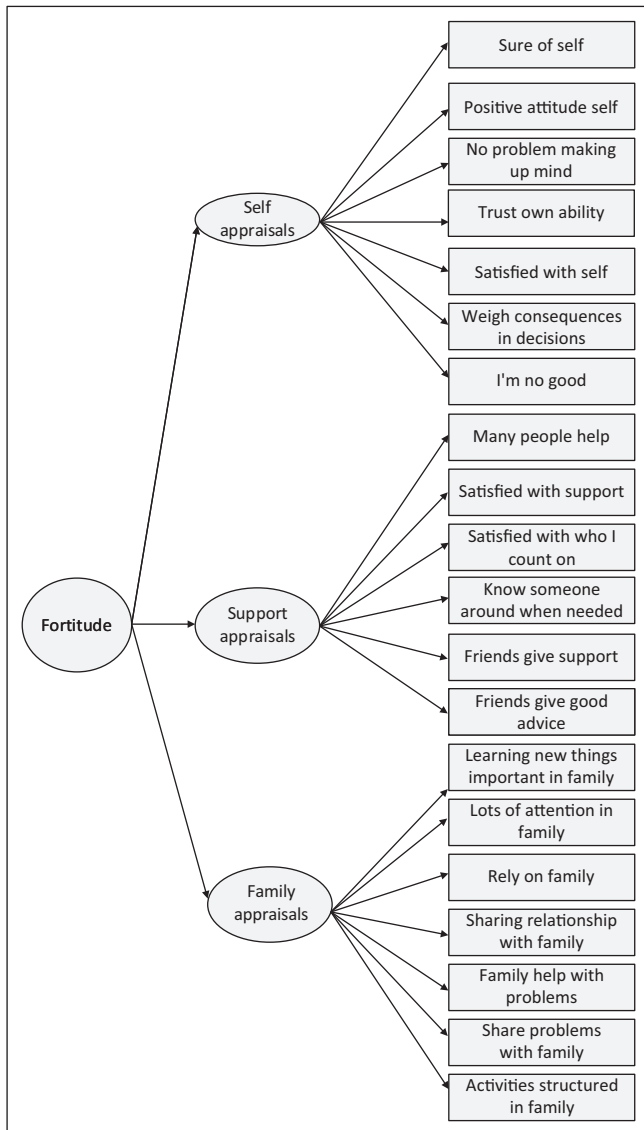 Sure of self
Positive attitude self
No problem making
up mind
Self
appraisals
Trust own ability
Satisfied with self
Weigh consequences
in decisions
I'm no good
Many people help
Satisfied with support
Satisfied with who I
count on
Fortitude
Support
appraisals
Know someone
around when needed
Friends give support
Friends give good
advice
Learning new things
important in family
Lots of attention in
family
Family
appraisals
Rely on family
Sharing relationship
with family
Family help with
problems
Share problems
with family
Activities structured
in family